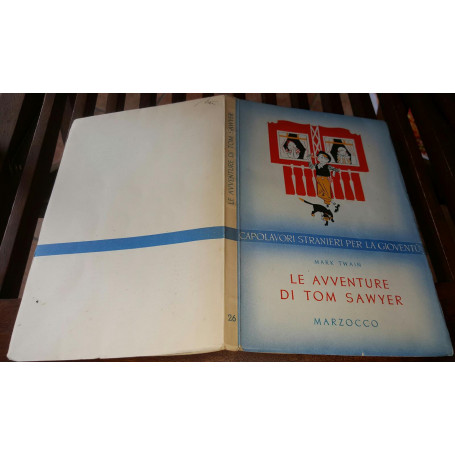 CAPOLAVORI STRANIERI PER LA GIOVENTÙ
MARK TWAIN
LE AVVENTURE
DI TOM SAWYER
MARZOCCO
LE AVVENTURE DI TOM SAWYER
26